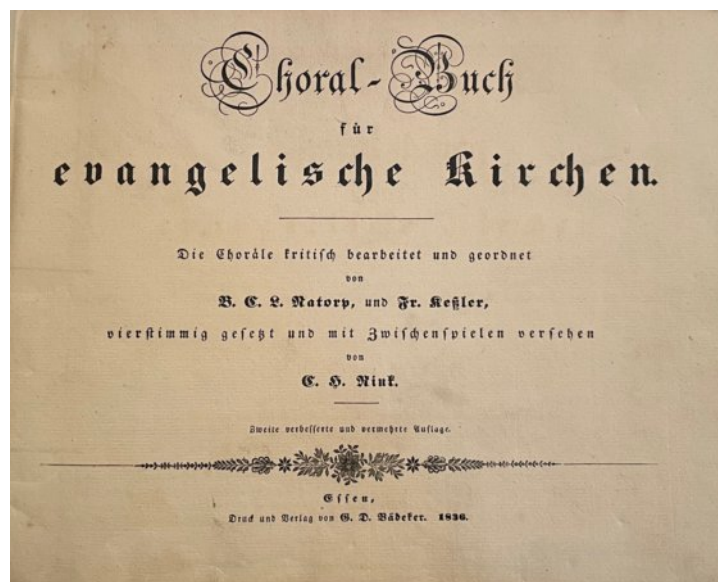 Choral-Buch
für
evangelische Kirchen.
Die Choräle kritisch bearbeitet und geordnet
von
B. C. L. Natorp, und Fr. Keßler,
vierstimmig gesetzt und mit Zwischenspielen versehen
von
C. H. Rink.
Zweite verbesserte und vermehrte Auflage.
Essen,
Druck und Verlag von G. D. Bädeker. 1836.